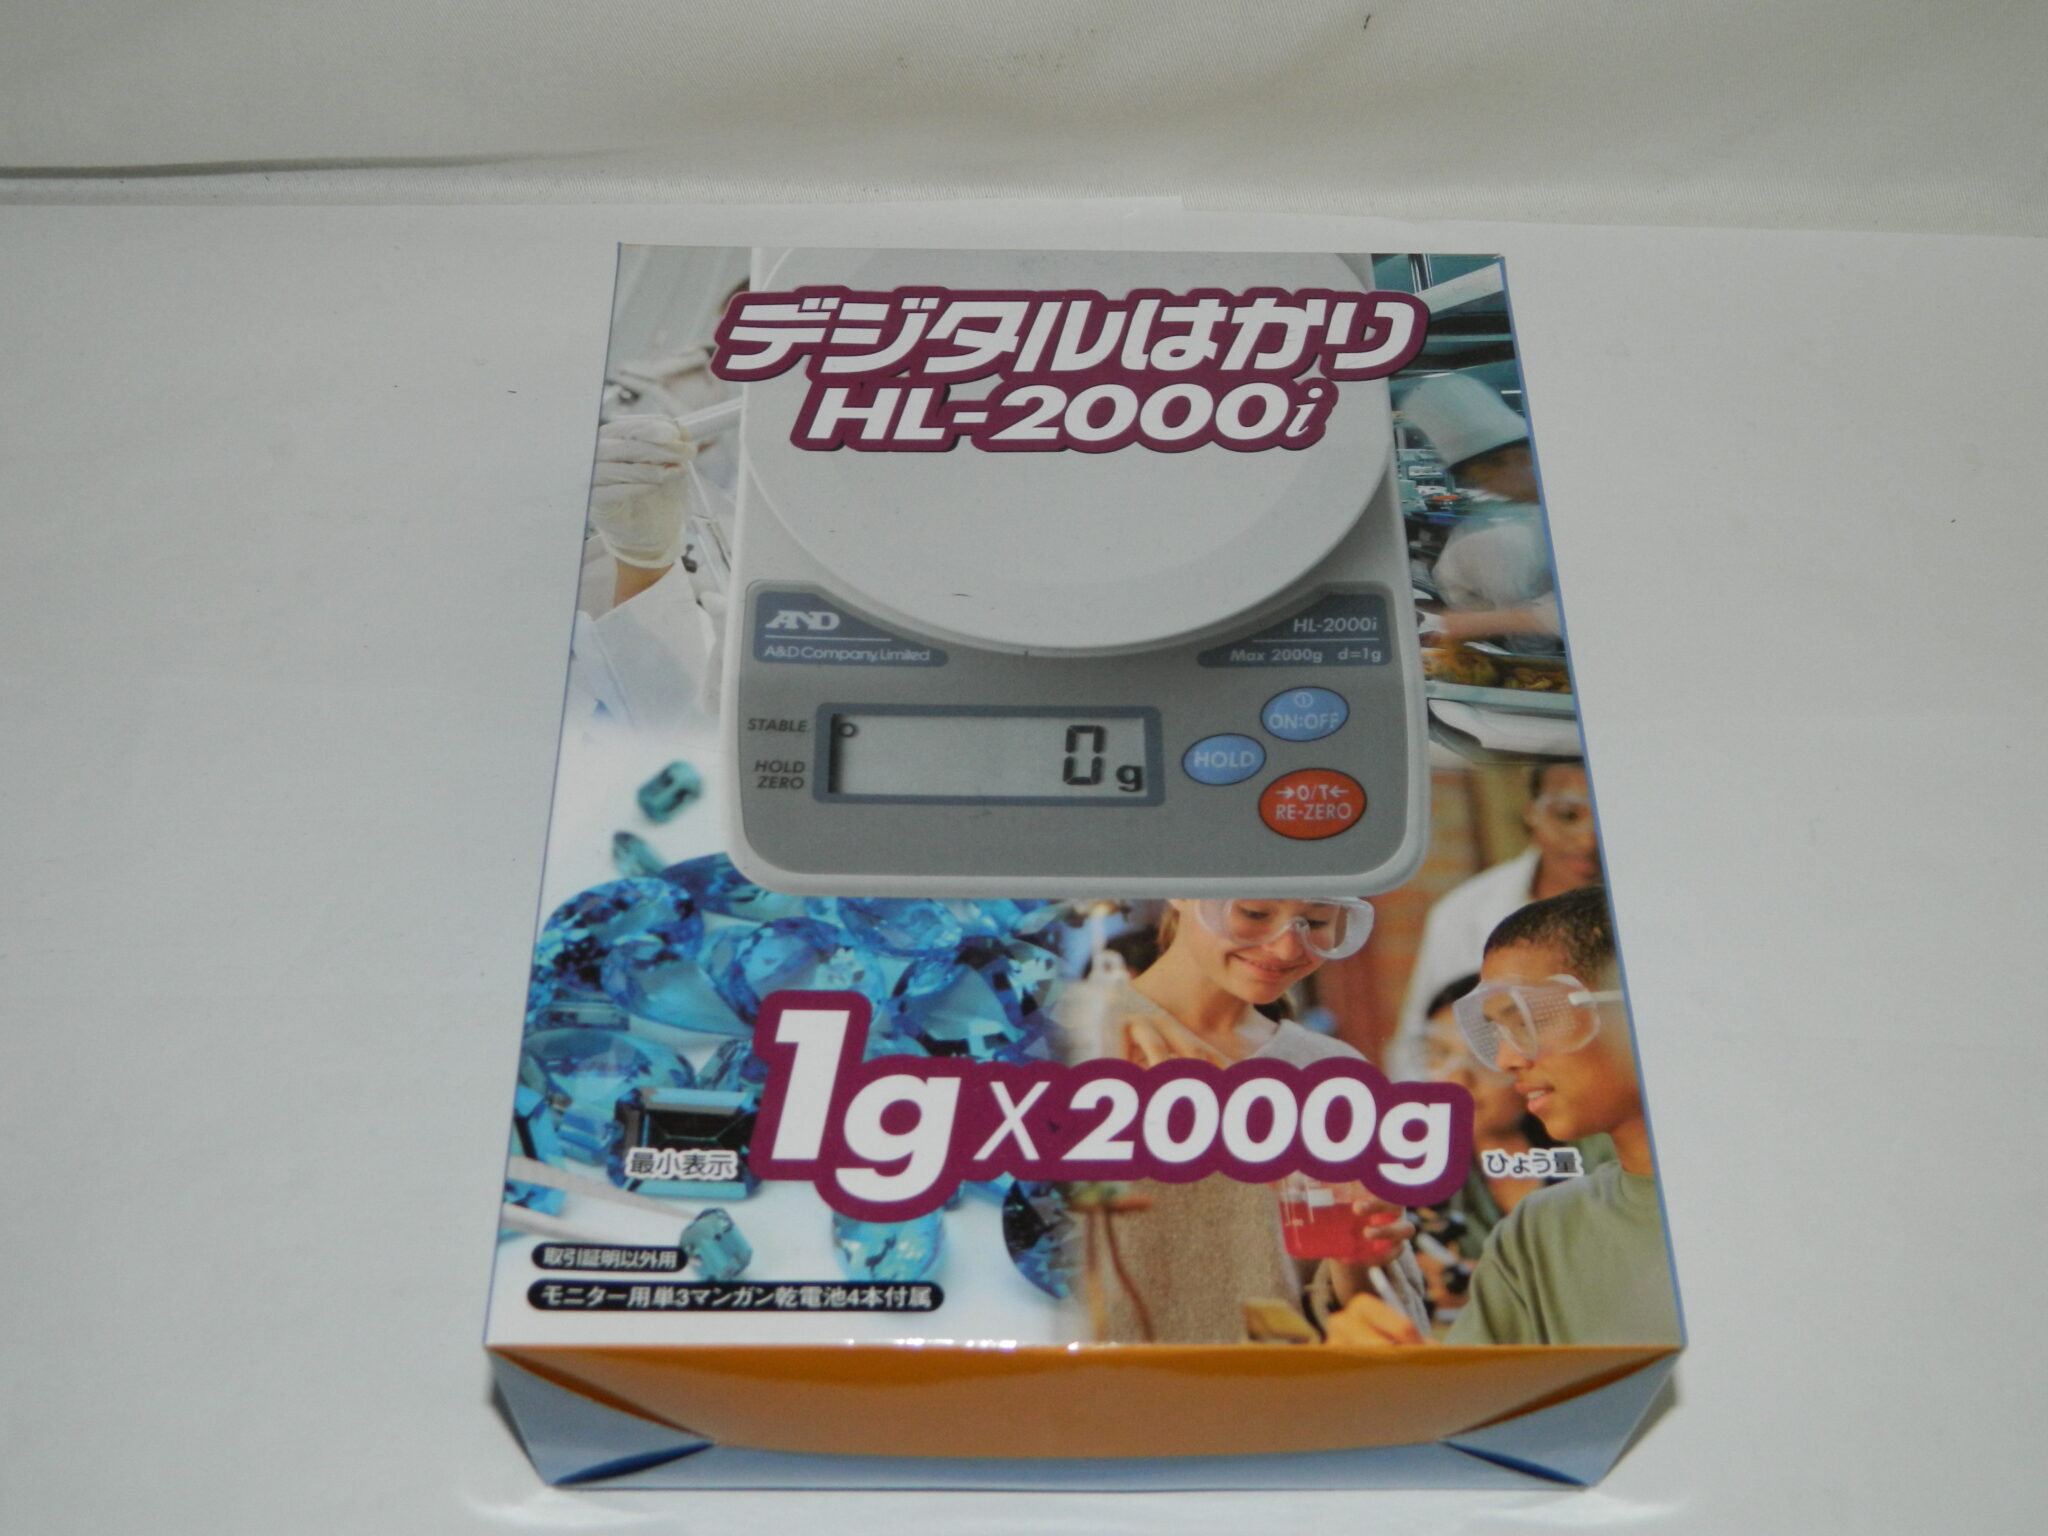 デジタルはかり
HL-2000i
AND
A&D Company, Limited
HL-2000i
Max 2000g d=1g
STABLE
HOLD
ZERO
0g
ON:OFF
HOLD
→0/T←
RE-ZERO
最小表示 1g X 2000g ひょう量
取引証明以外用
モニター用単3マンガン乾電池4本付属